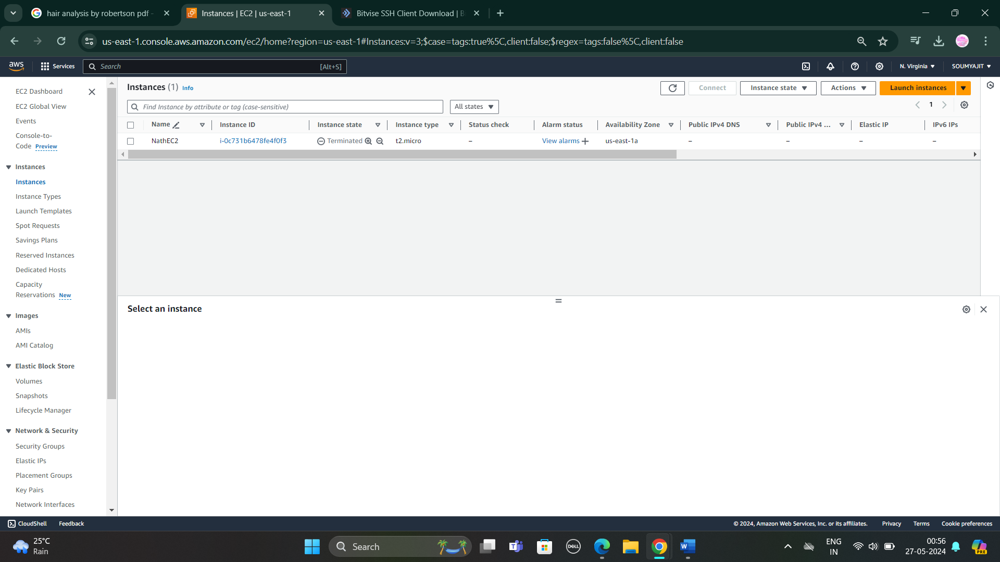 hair analysis by robertson pdf -
Instances | EC2 | us-east-1
Bitvise SSH Client Download | B
us-east-1.console.aws.amazon.com/ec2/home?region=us-east-1#Instances:v=3;$case=tags:true%5C,client:false;$regex=tags:false%5C,client:false
aws
Services
Search
[Alt+S]
N. Virginia
SOUMYAJIT
EC2 Dashboard
EC2 Global View
Events
Console-to-
Code Preview
Instances
Instances
Instance Types
Launch Templates
Spot Requests
Savings Plans
Reserved Instances
Dedicated Hosts
Capacity
Reservations New
Images
AMIs
AMI Catalog
Elastic Block Store
Volumes
Snapshots
Lifecycle Manager
Network & Security
Security Groups
Elastic IPs
Placement Groups
Key Pairs
Network Interfaces
Instances (1) Info
Connect
Instance state
Actions
Launch instances
Find Instance by attribute or tag (case-sensitive)
All states
1
Name Instance ID Instance state Instance type Status check Alarm status Availability Zone Public IPv4 DNS Public IPv4 ... Elastic IP IPv6 IPs
NathEC2 i-0c731b6478fe4f0f3 Terminated t2.micro – View alarms + us-east-1a – – – –
Select an instance
CloudShell Feedback
© 2024, Amazon Web Services, Inc. or its affiliates. Privacy Terms Cookie preferences
25°C
Rain
Search
DELL
W
ENG
IN
00:56
27-05-2024
PRE